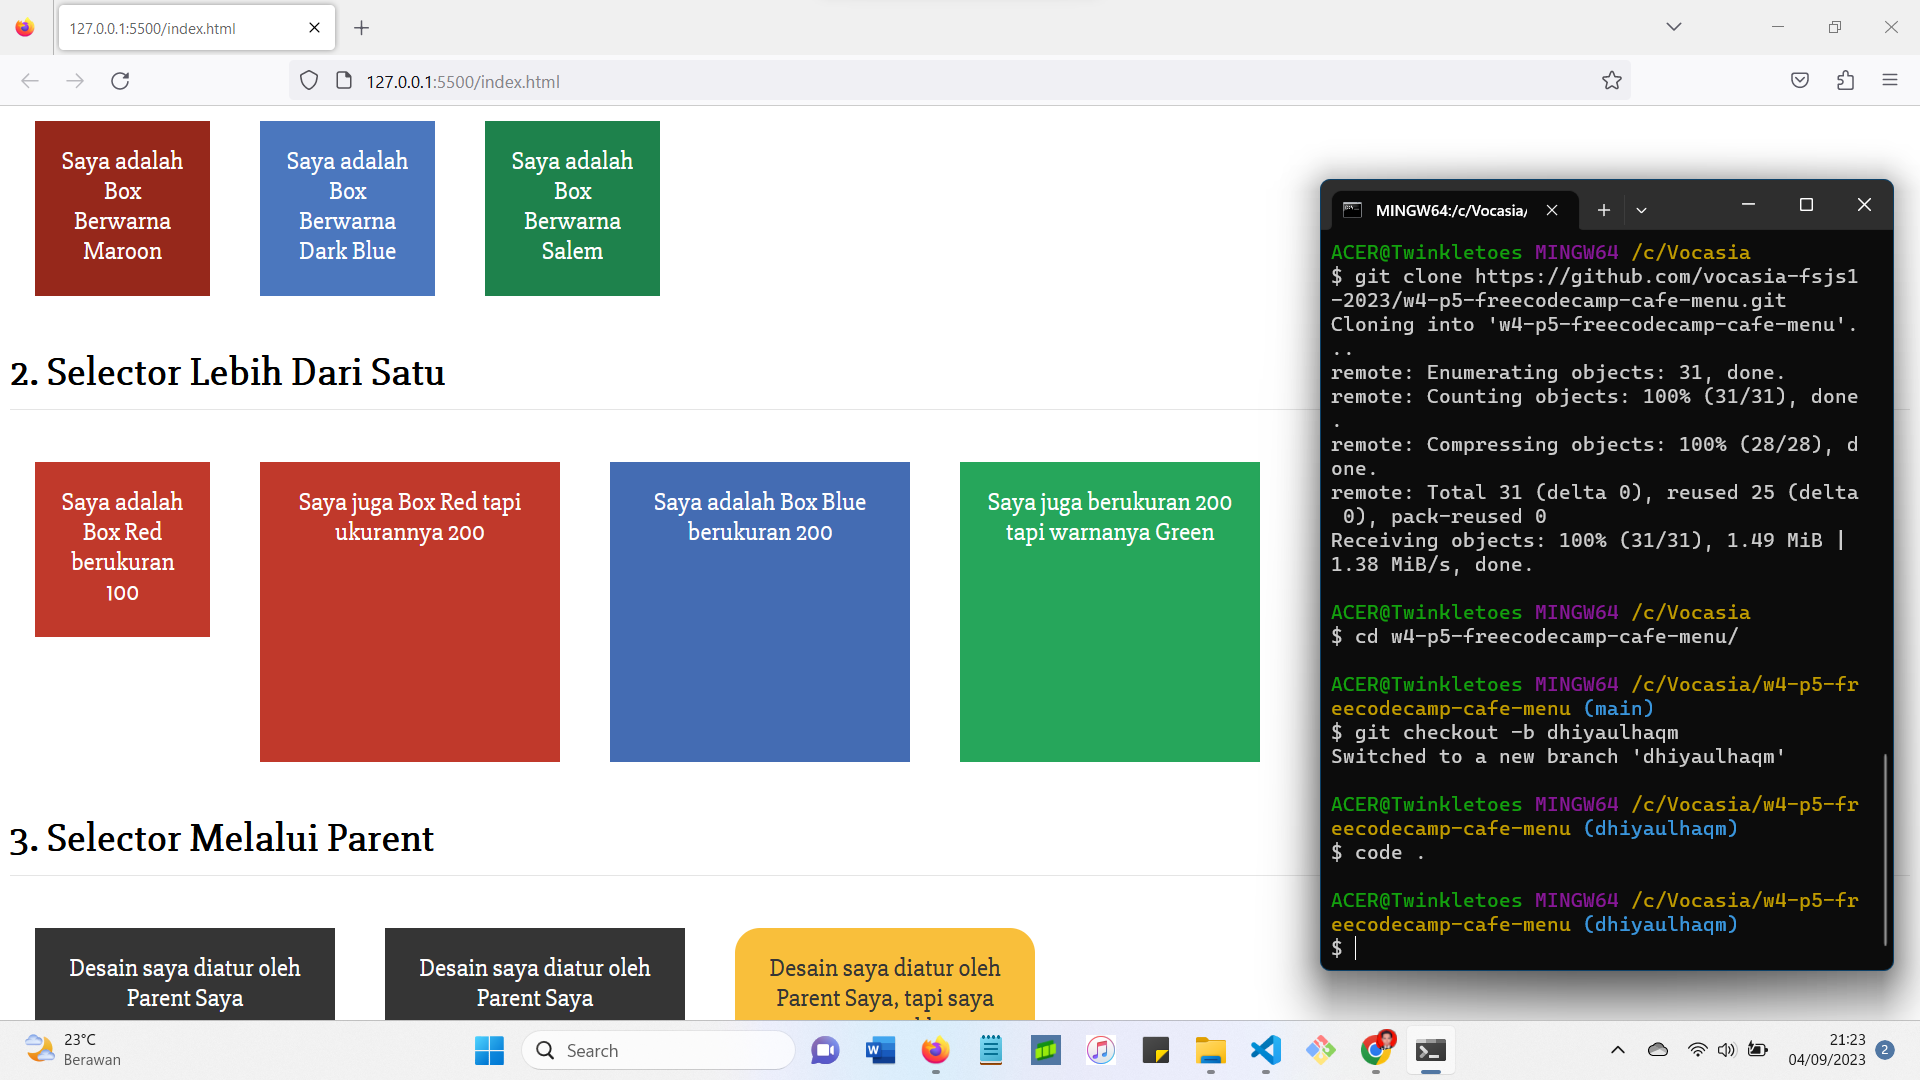 127.0.0.1:5500/index.html
127.0.0.1:5500/index.html
Saya adalah
Box
Berwarna
Maroon
Saya adalah
Box
Berwarna
Dark Blue
Saya adalah
Box
Berwarna
Salem
2. Selector Lebih Dari Satu
Saya adalah
Box Red
berukuran
100
Saya juga Box Red tapi
ukurannya 200
Saya adalah Box Blue
berukuran 200
Saya juga berukuran 200
tapi warnanya Green
3. Selector Melalui Parent
Desain saya diatur oleh
Parent Saya
Desain saya diatur oleh
Parent Saya
Desain saya diatur oleh
Parent Saya, tapi saya
MINGW64:/c/Vocasia/
ACER@Twinkletoes MINGW64 /c/Vocasia
$ git clone https://github.com/vocasia-fsjs1
-2023/w4-p5-freecodecamp-cafe-menu.git
Cloning into 'w4-p5-freecodecamp-cafe-menu'.
..
remote: Enumerating objects: 31, done.
remote: Counting objects: 100% (31/31), done
.
remote: Compressing objects: 100% (28/28), d
one.
remote: Total 31 (delta 0), reused 25 (delta
 0), pack-reused 0
Receiving objects: 100% (31/31), 1.49 MiB |
1.38 MiB/s, done.
ACER@Twinkletoes MINGW64 /c/Vocasia
$ cd w4-p5-freecodecamp-cafe-menu/
ACER@Twinkletoes MINGW64 /c/Vocasia/w4-p5-fr
eecodecamp-cafe-menu (main)
$ git checkout -b dhiyaulhaqm
Switched to a new branch 'dhiyaulhaqm'
ACER@Twinkletoes MINGW64 /c/Vocasia/w4-p5-fr
eecodecamp-cafe-menu (dhiyaulhaqm)
$ code .
ACER@Twinkletoes MINGW64 /c/Vocasia/w4-p5-fr
eecodecamp-cafe-menu (dhiyaulhaqm)
$
23°C
Berawan
Search
21:23
04/09/2023
2